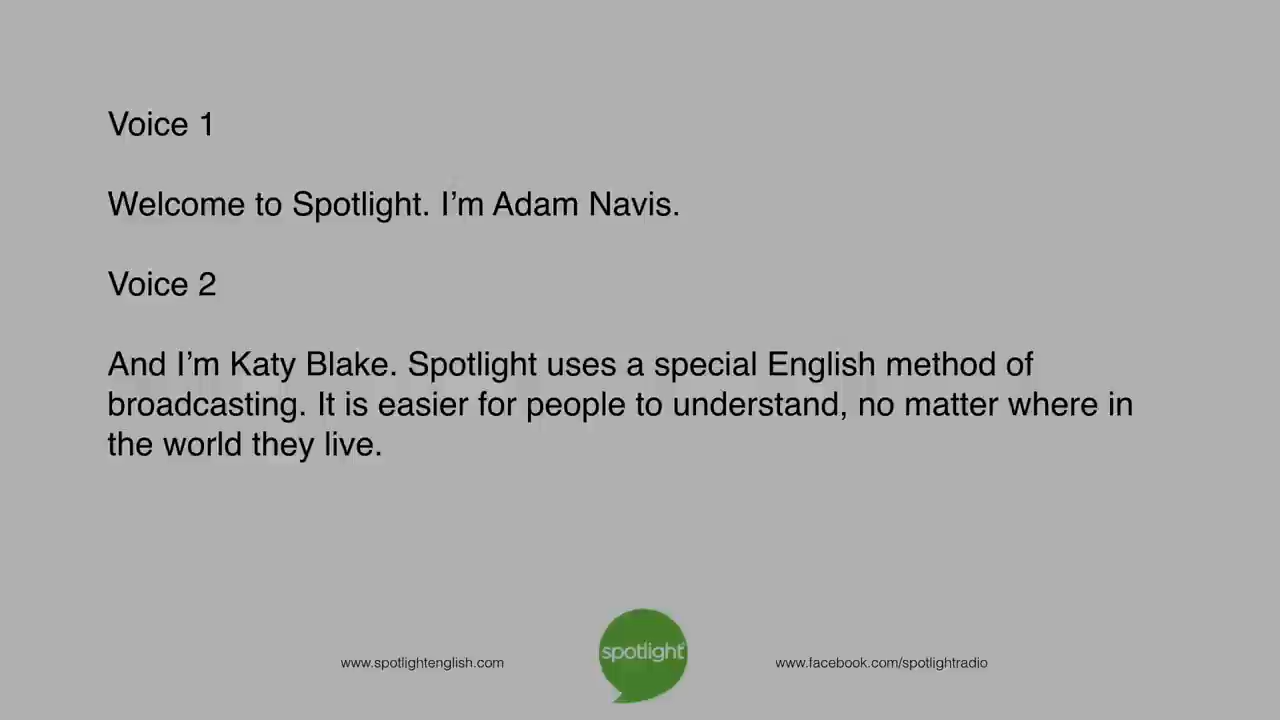 Voice 1
Welcome to Spotlight. I'm Adam Navis.
Voice 2
And I'm Katy Blake. Spotlight uses a special English method of
broadcasting. It is easier for people to understand, no matter where in
the world they live.
www.spotlightenglish.com
spotlight
www.facebook.com/spotlightradio